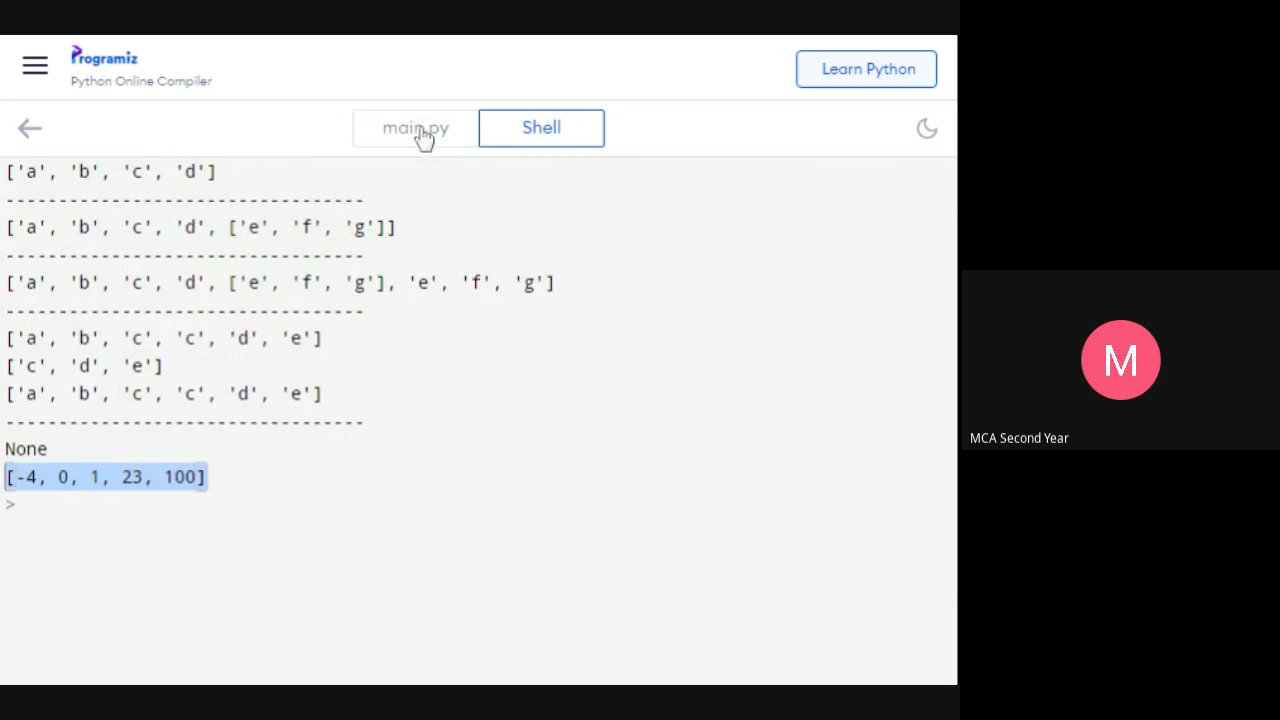 Programiz
Python Online Compiler
Learn Python
main.py
Shell
['a', 'b', 'c', 'd']
----------------------------------
['a', 'b', 'c', 'd', ['e', 'f', 'g']]
----------------------------------
['a', 'b', 'c', 'd', ['e', 'f', 'g'], 'e', 'f', 'g']
----------------------------------
['a', 'b', 'c', 'c', 'd', 'e']
['c', 'd', 'e']
['a', 'b', 'c', 'c', 'd', 'e']
----------------------------------
None
[-4, 0, 1, 23, 100]
>
M
MCA Second Year